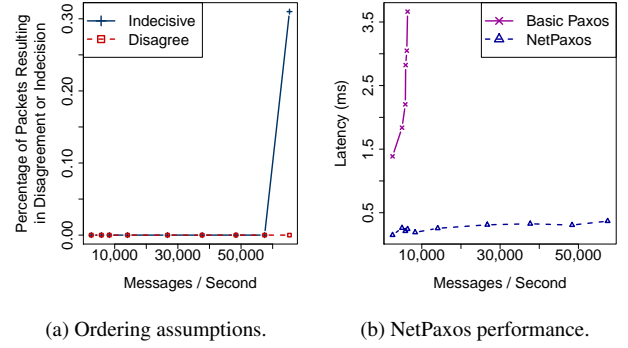 Percentage of Packets Resulting
in Disagreement or Indecision
0.30
0.20
0.10
0.00
Indecisive
Disagree
10,000
30,000
50,000
Messages / Second
(a) Ordering assumptions.
Latency (ms)
3.5
2.5
1.5
0.5
Basic Paxos
NetPaxos
10,000
30,000
50,000
Messages / Second
(b) NetPaxos performance.